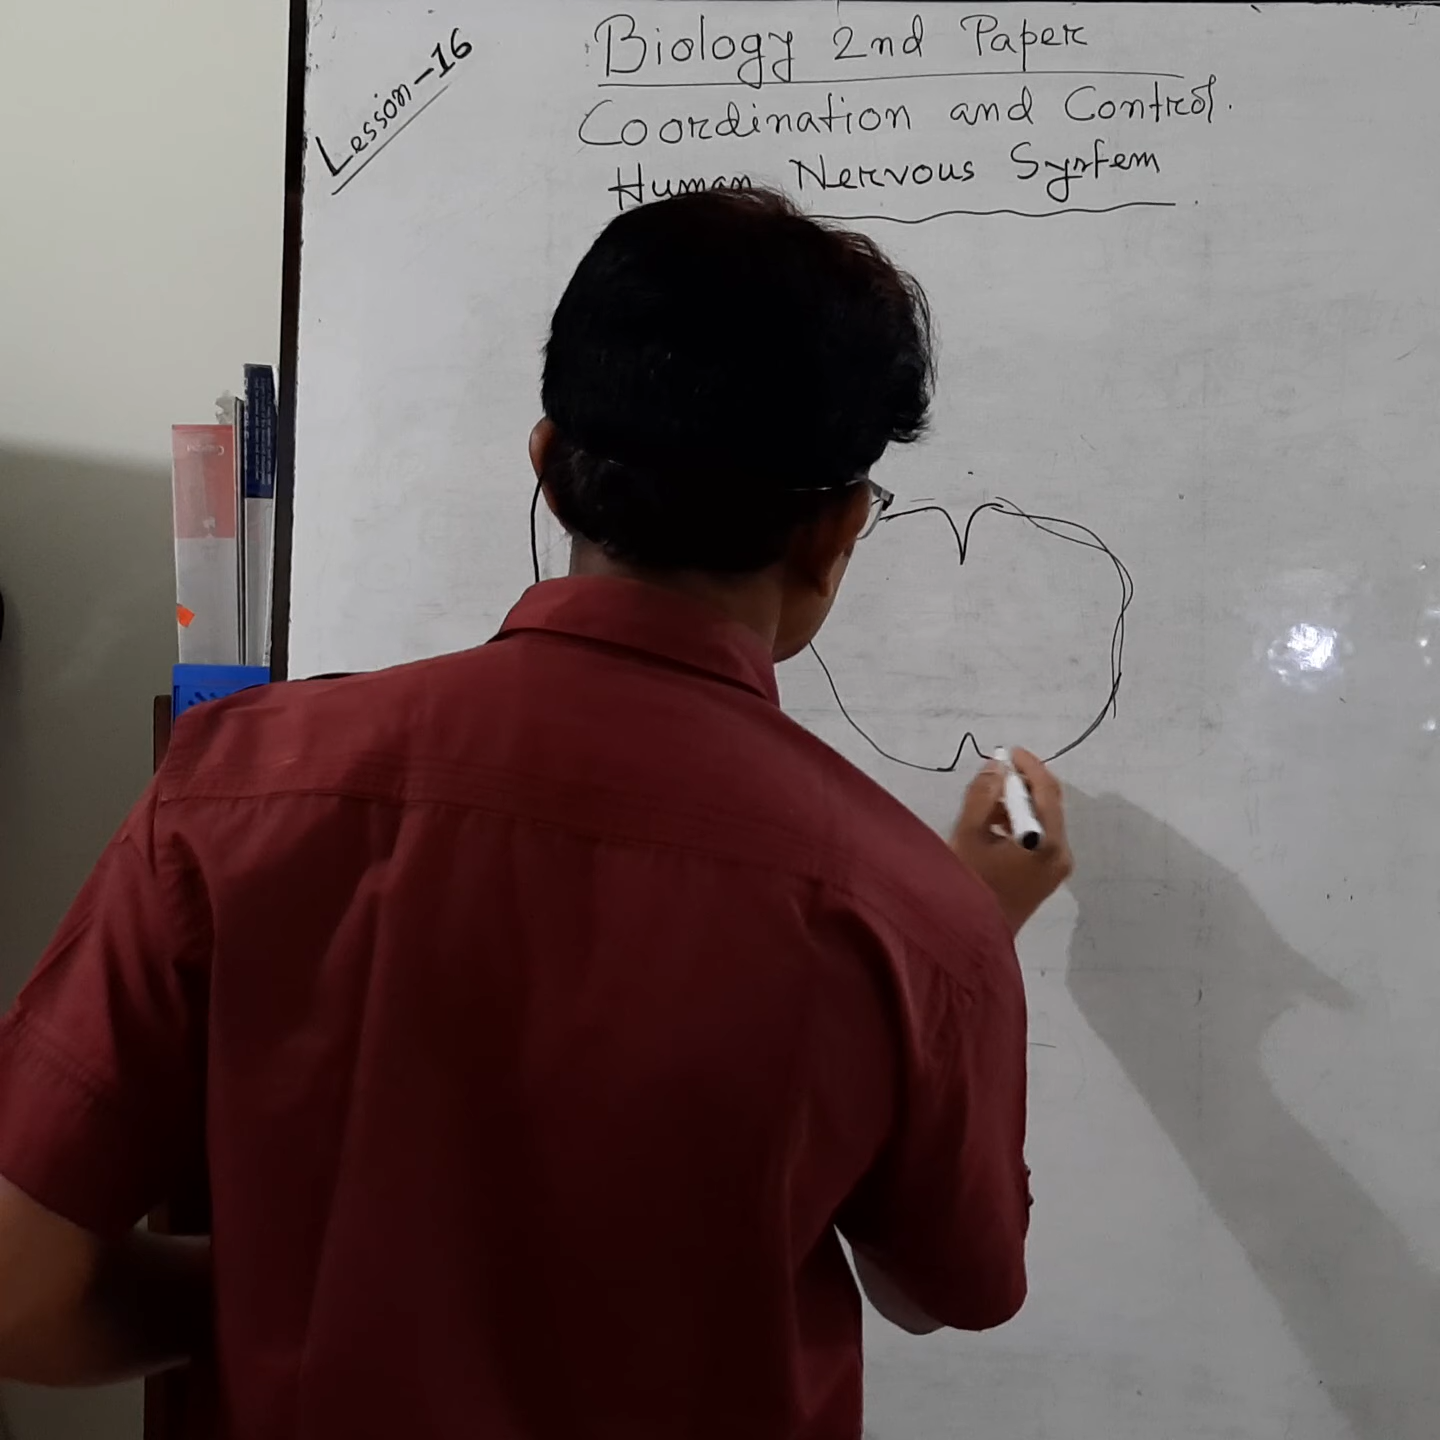 Lesson-16
Biology 2nd Paper
Coordination and Control.
Human Nervous System